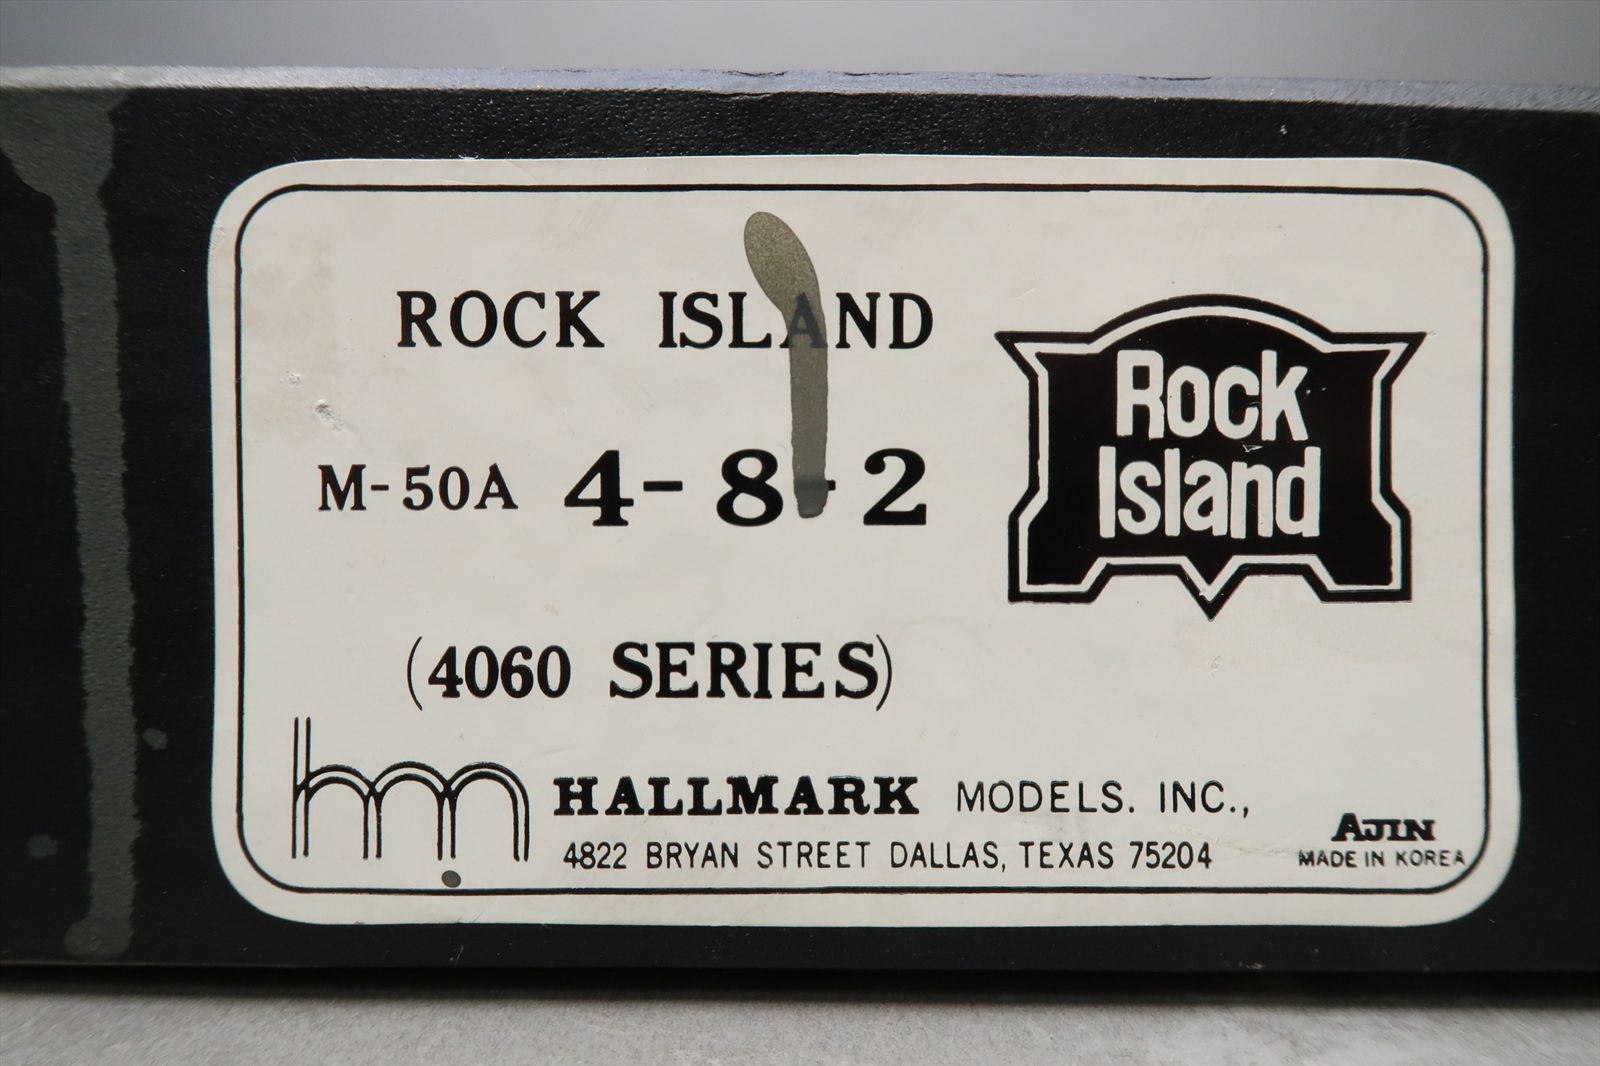 ROCK ISLAND
M-50A 4-8-2
(4060 SERIES)
Rock
Island
hm
HALLMARK MODELS. INC.,
4822 BRYAN STREET DALLAS, TEXAS 75204
AJIN
MADE IN KOREA